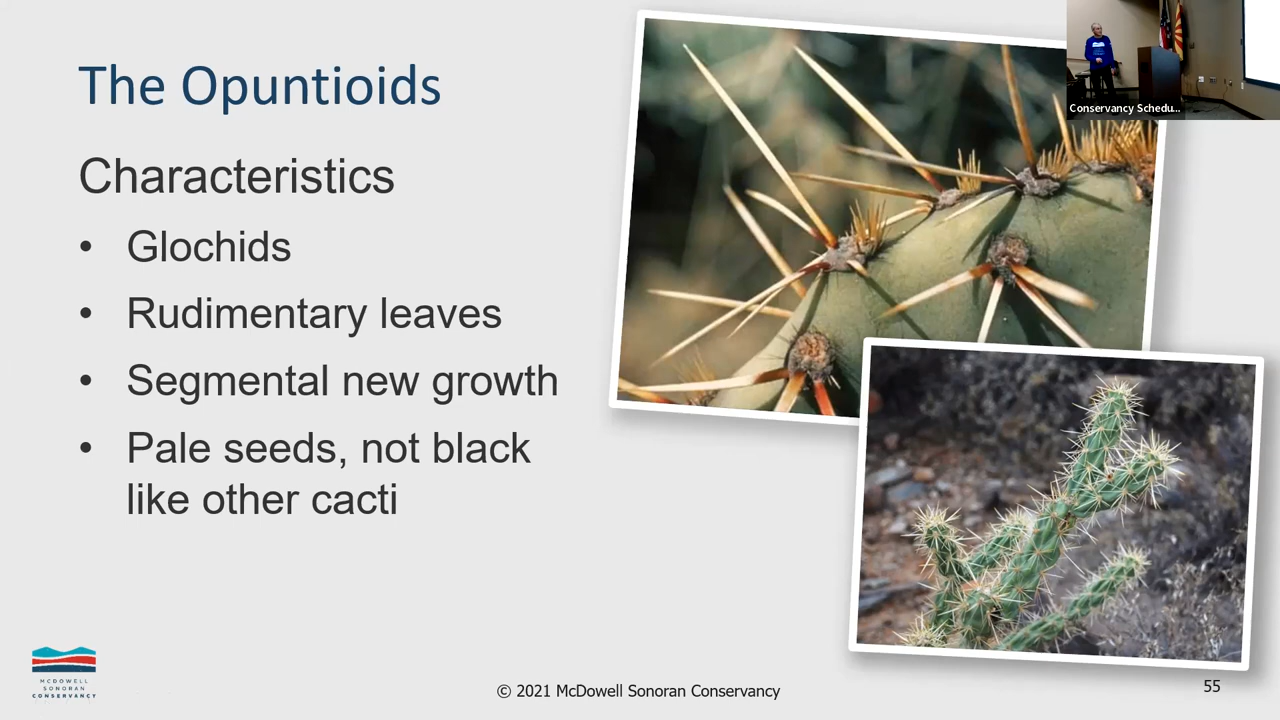 The Opuntioids
Characteristics
• Glochids
• Rudimentary leaves
• Segmental new growth
• Pale seeds, not black
like other cacti
Conservancy Schedu...
MCDOWELL
SONORAN
CONSERVANCY
© 2021 McDowell Sonoran Conservancy
55